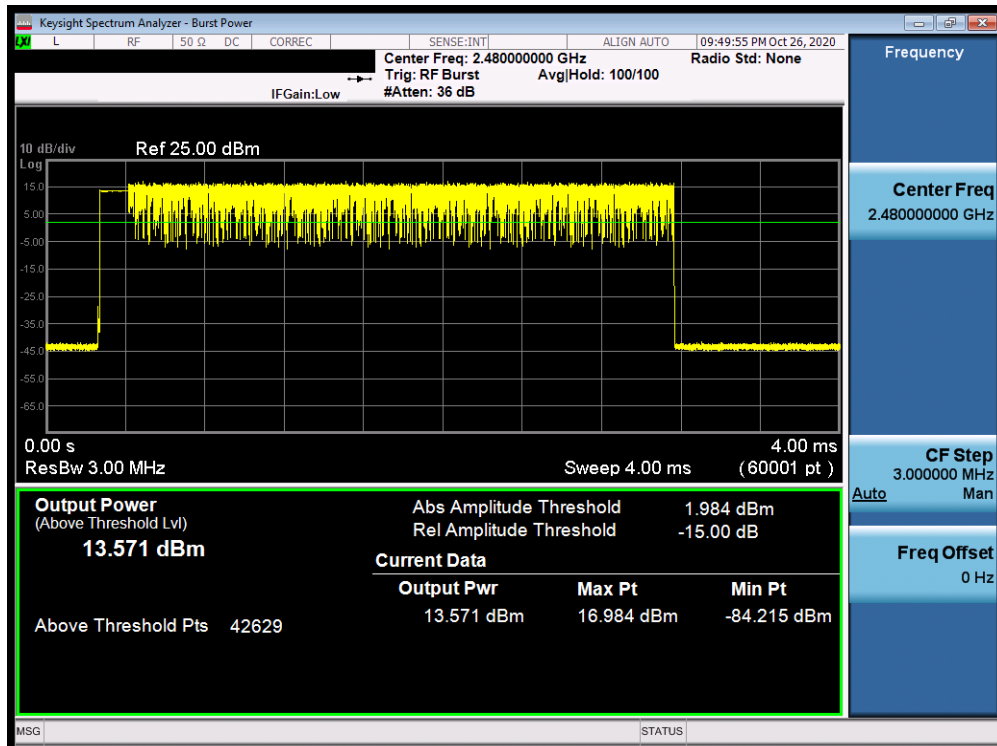 Keysight Spectrum Analyzer - Burst Power
LXI L RF 50 Ω DC CORREC SENSE:INT ALIGN AUTO 09:49:55 PM Oct 26, 2020
Center Freq: 2.480000000 GHz Radio Std: None
Trig: RF Burst Avg|Hold: 100/100
IFGain:Low #Atten: 36 dB
10 dB/div Ref 25.00 dBm
Log
15.0
5.00
-5.00
-15.0
-25.0
-35.0
-45.0
-55.0
-65.0
0.00 s 4.00 ms
ResBw 3.00 MHz Sweep 4.00 ms (60001 pt)
Output Power
(Above Threshold Lvl)
13.571 dBm
Above Threshold Pts 42629
Abs Amplitude Threshold 1.984 dBm
Rel Amplitude Threshold -15.00 dB
Current Data
Output Pwr Max Pt Min Pt
13.571 dBm 16.984 dBm -84.215 dBm
Frequency
Center Freq
2.480000000 GHz
CF Step
3.000000 MHz
Auto Man
Freq Offset
0 Hz
MSG STATUS